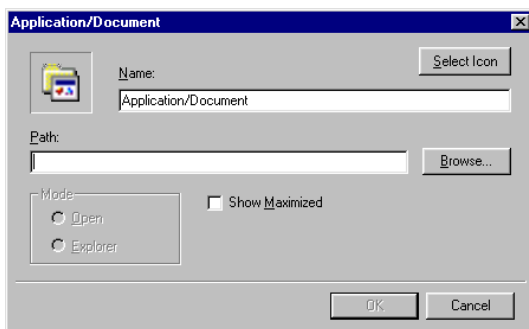 Application/Document
Select Icon
Name:
Application/Document
Path:
Browse...
Mode
Open
Explorer
Show Maximized
OK
Cancel